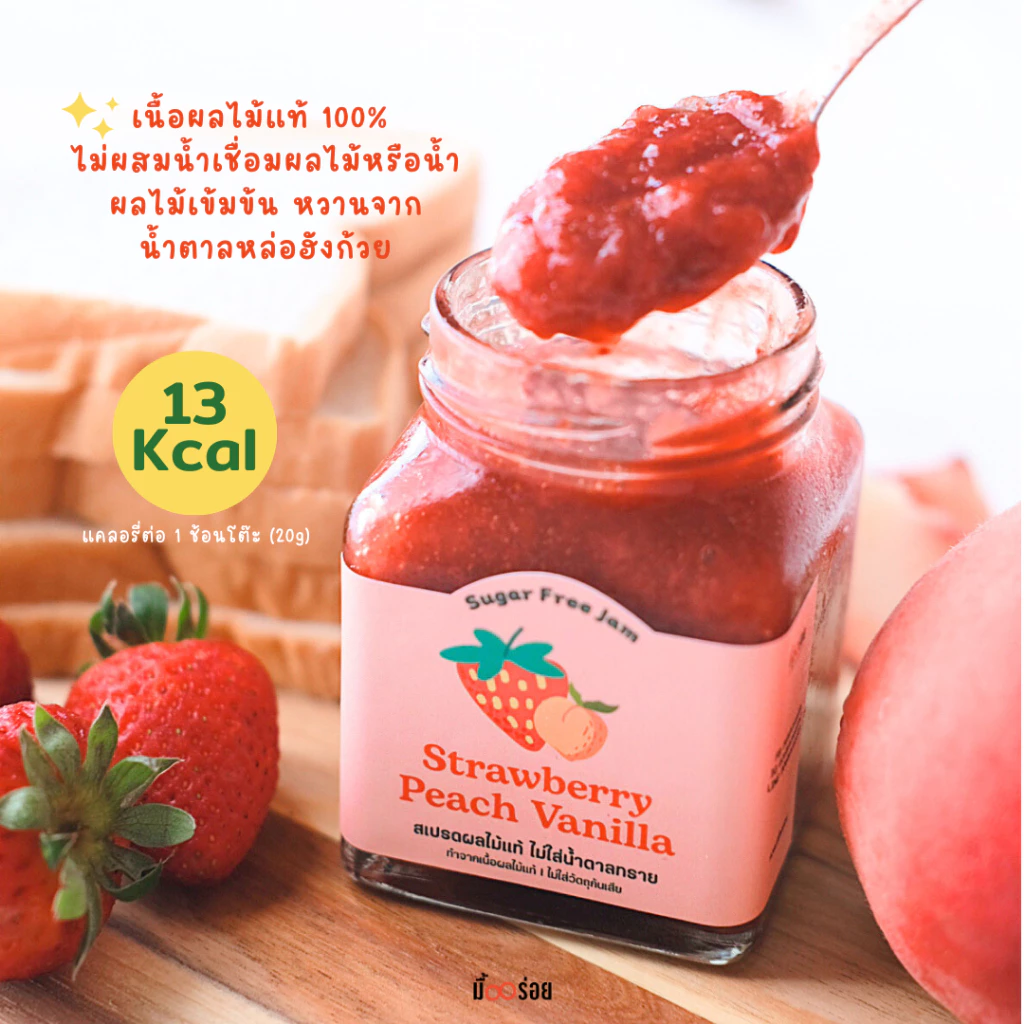 เนื้อผลไม้แท้ 100%
ไม่ผสมน้ำเชื่อมผลไม้หรือน้ำ
ผลไม้เข้มข้น หวานจาก
น้ำตาลหล่อฮังก้วย
13
Kcal
แคลอรี่ต่อ 1 ช้อนโต๊ะ (20g)
Sugar Free Jam
Strawberry
Peach Vanilla
สเปรดผลไม้แท้ ไม่ใส่น้ำตาลทราย
ทำจากเนื้อผลไม้แท้ | ไม่ใส่วัตถุกันเสีย